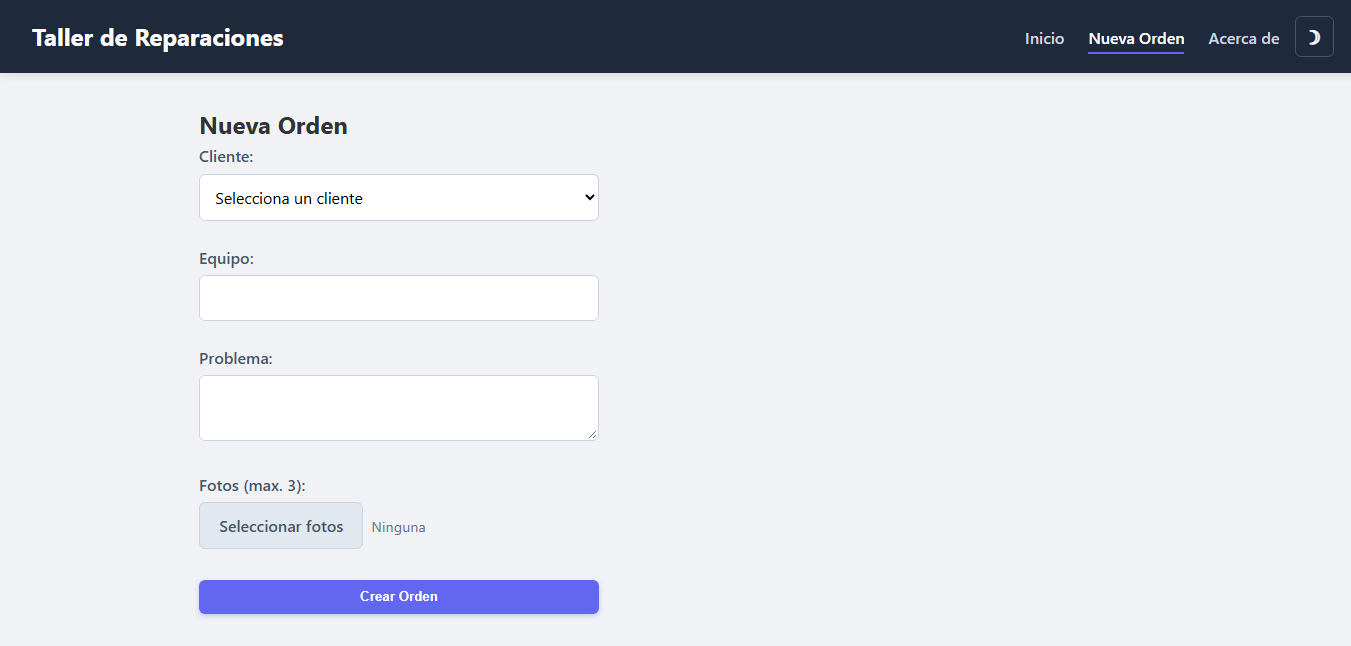 Taller de Reparaciones
Inicio
Nueva Orden
Acerca de
Nueva Orden
Cliente:
Selecciona un cliente
Equipo:
Problema:
Fotos (max. 3):
Seleccionar fotos
Ninguna
Crear Orden